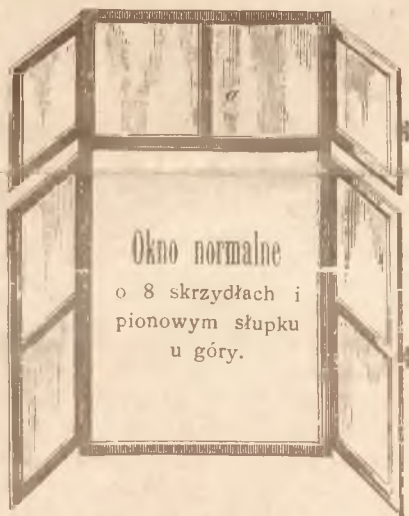 Okno normalne
o 8 skrzydłach i
pionowym słupku
u góry.